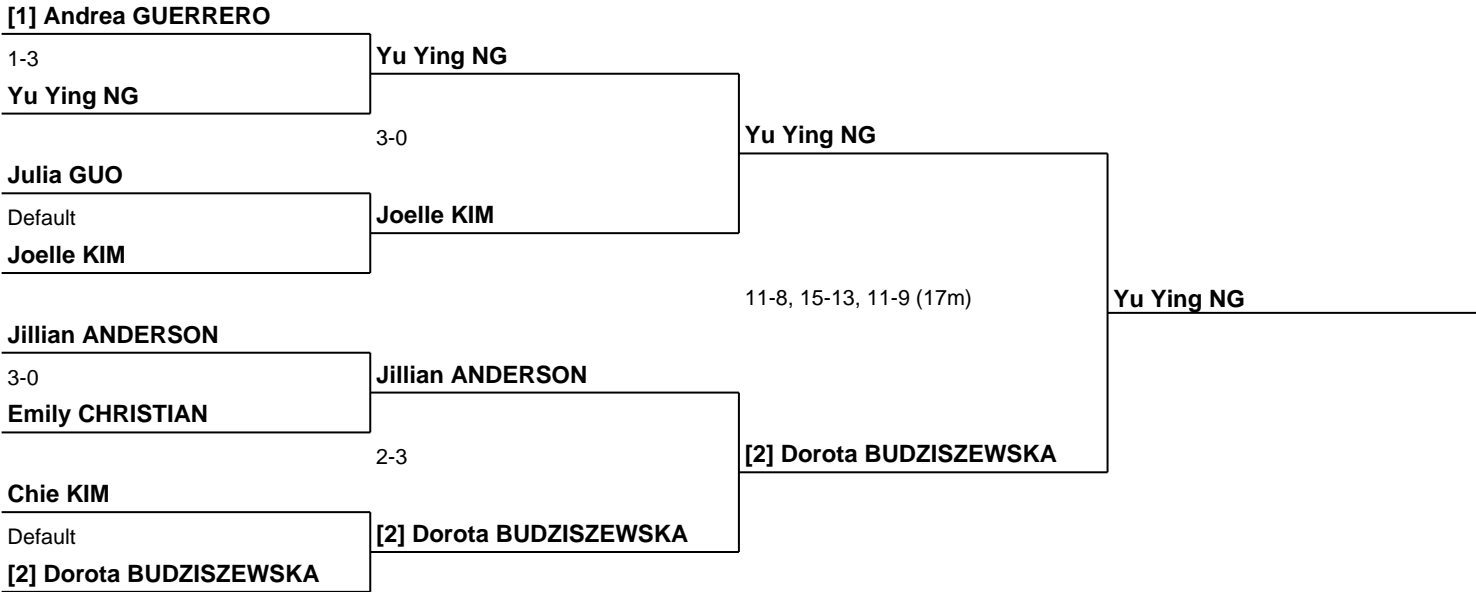 [1] Andrea GUERRERO
1-3
Yu Ying NG
Yu Ying NG
3-0
Yu Ying NG
Julia GUO
Default
Joelle KIM
Joelle KIM
11-8, 15-13, 11-9 (17m)
Yu Ying NG
Jillian ANDERSON
3-0
Jillian ANDERSON
Emily CHRISTIAN
2-3
[2] Dorota BUDZISZEWSKA
Chie KIM
Default
[2] Dorota BUDZISZEWSKA
[2] Dorota BUDZISZEWSKA